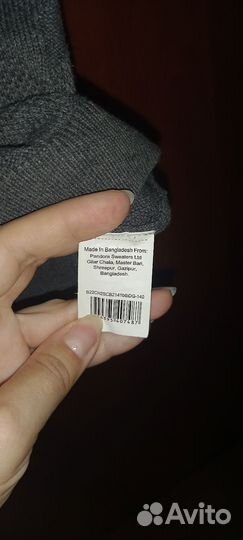 Made In Bangladesh From:
Pandora Sweaters Ltd
Gilar Chala, Master Bari,
Shreepur, Gazipur,
Bangladesh.
Avito